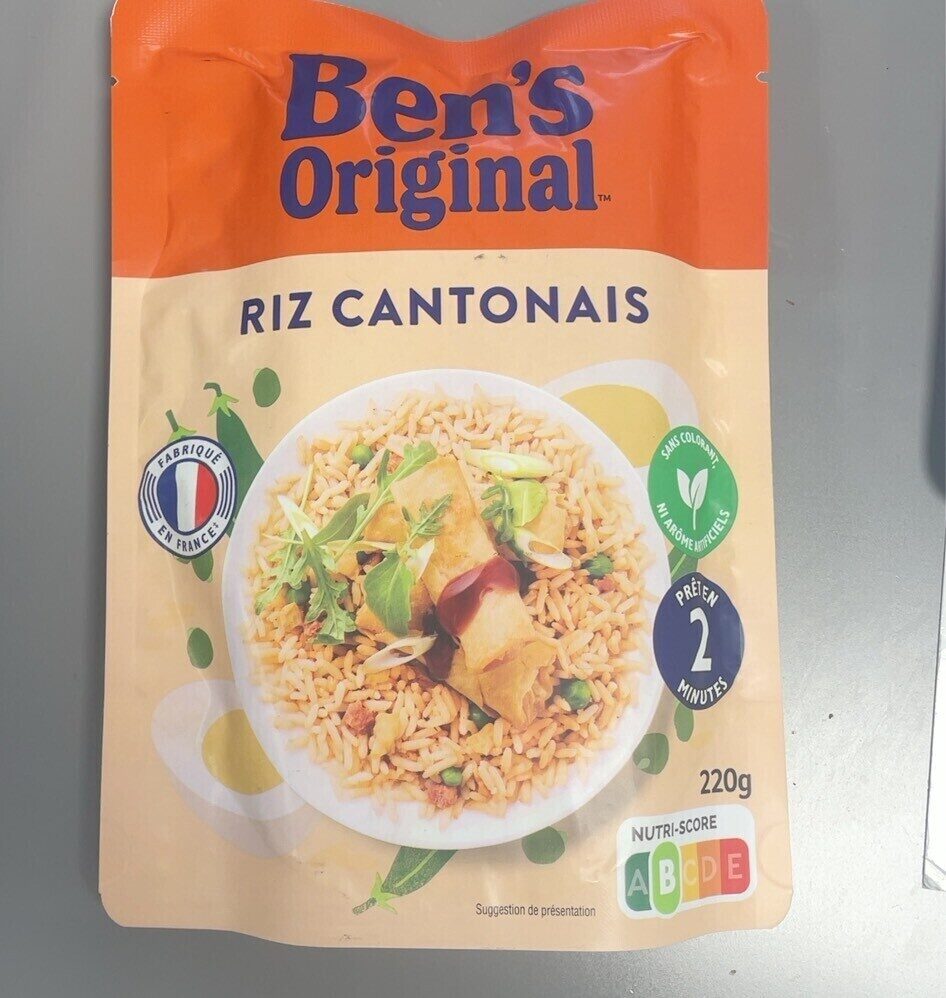 Ben's
Original™
RIZ CANTONAIS
FABRIQUÉ
EN FRANCE‡
SANS COLORANT,
NI ARÔME ARTIFICIELS
PRÊT EN
2
MINUTES
220g
NUTRI-SCORE
A B C D E
Suggestion de présentation